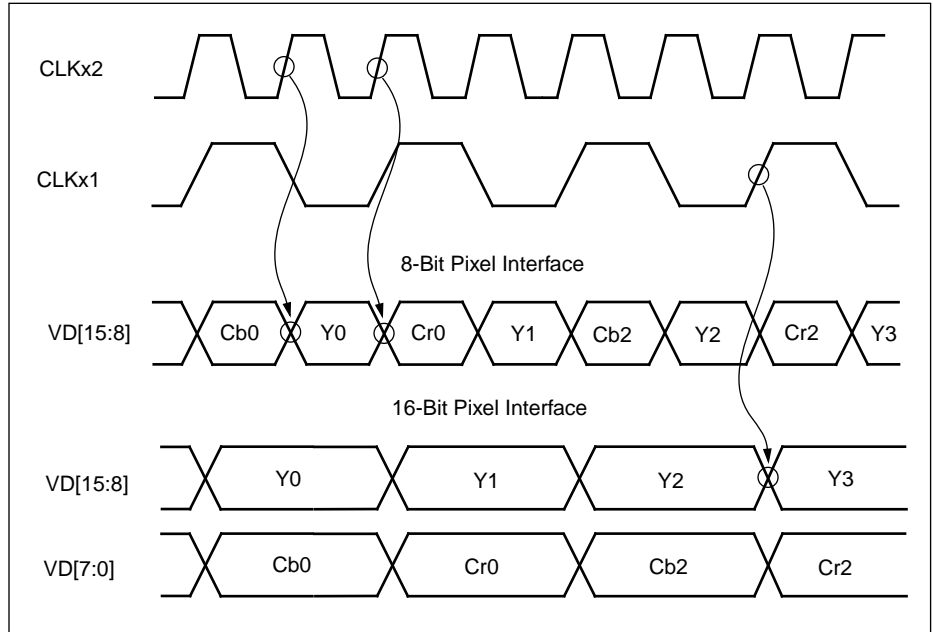 CLKx2
CLKx1
8-Bit Pixel Interface
VD[15:8] Cb0 Y0 Cr0 Y1 Cb2 Y2 Cr2 Y3
16-Bit Pixel Interface
VD[15:8] Y0 Y1 Y2 Y3
VD[7:0] Cb0 Cr0 Cb2 Cr2